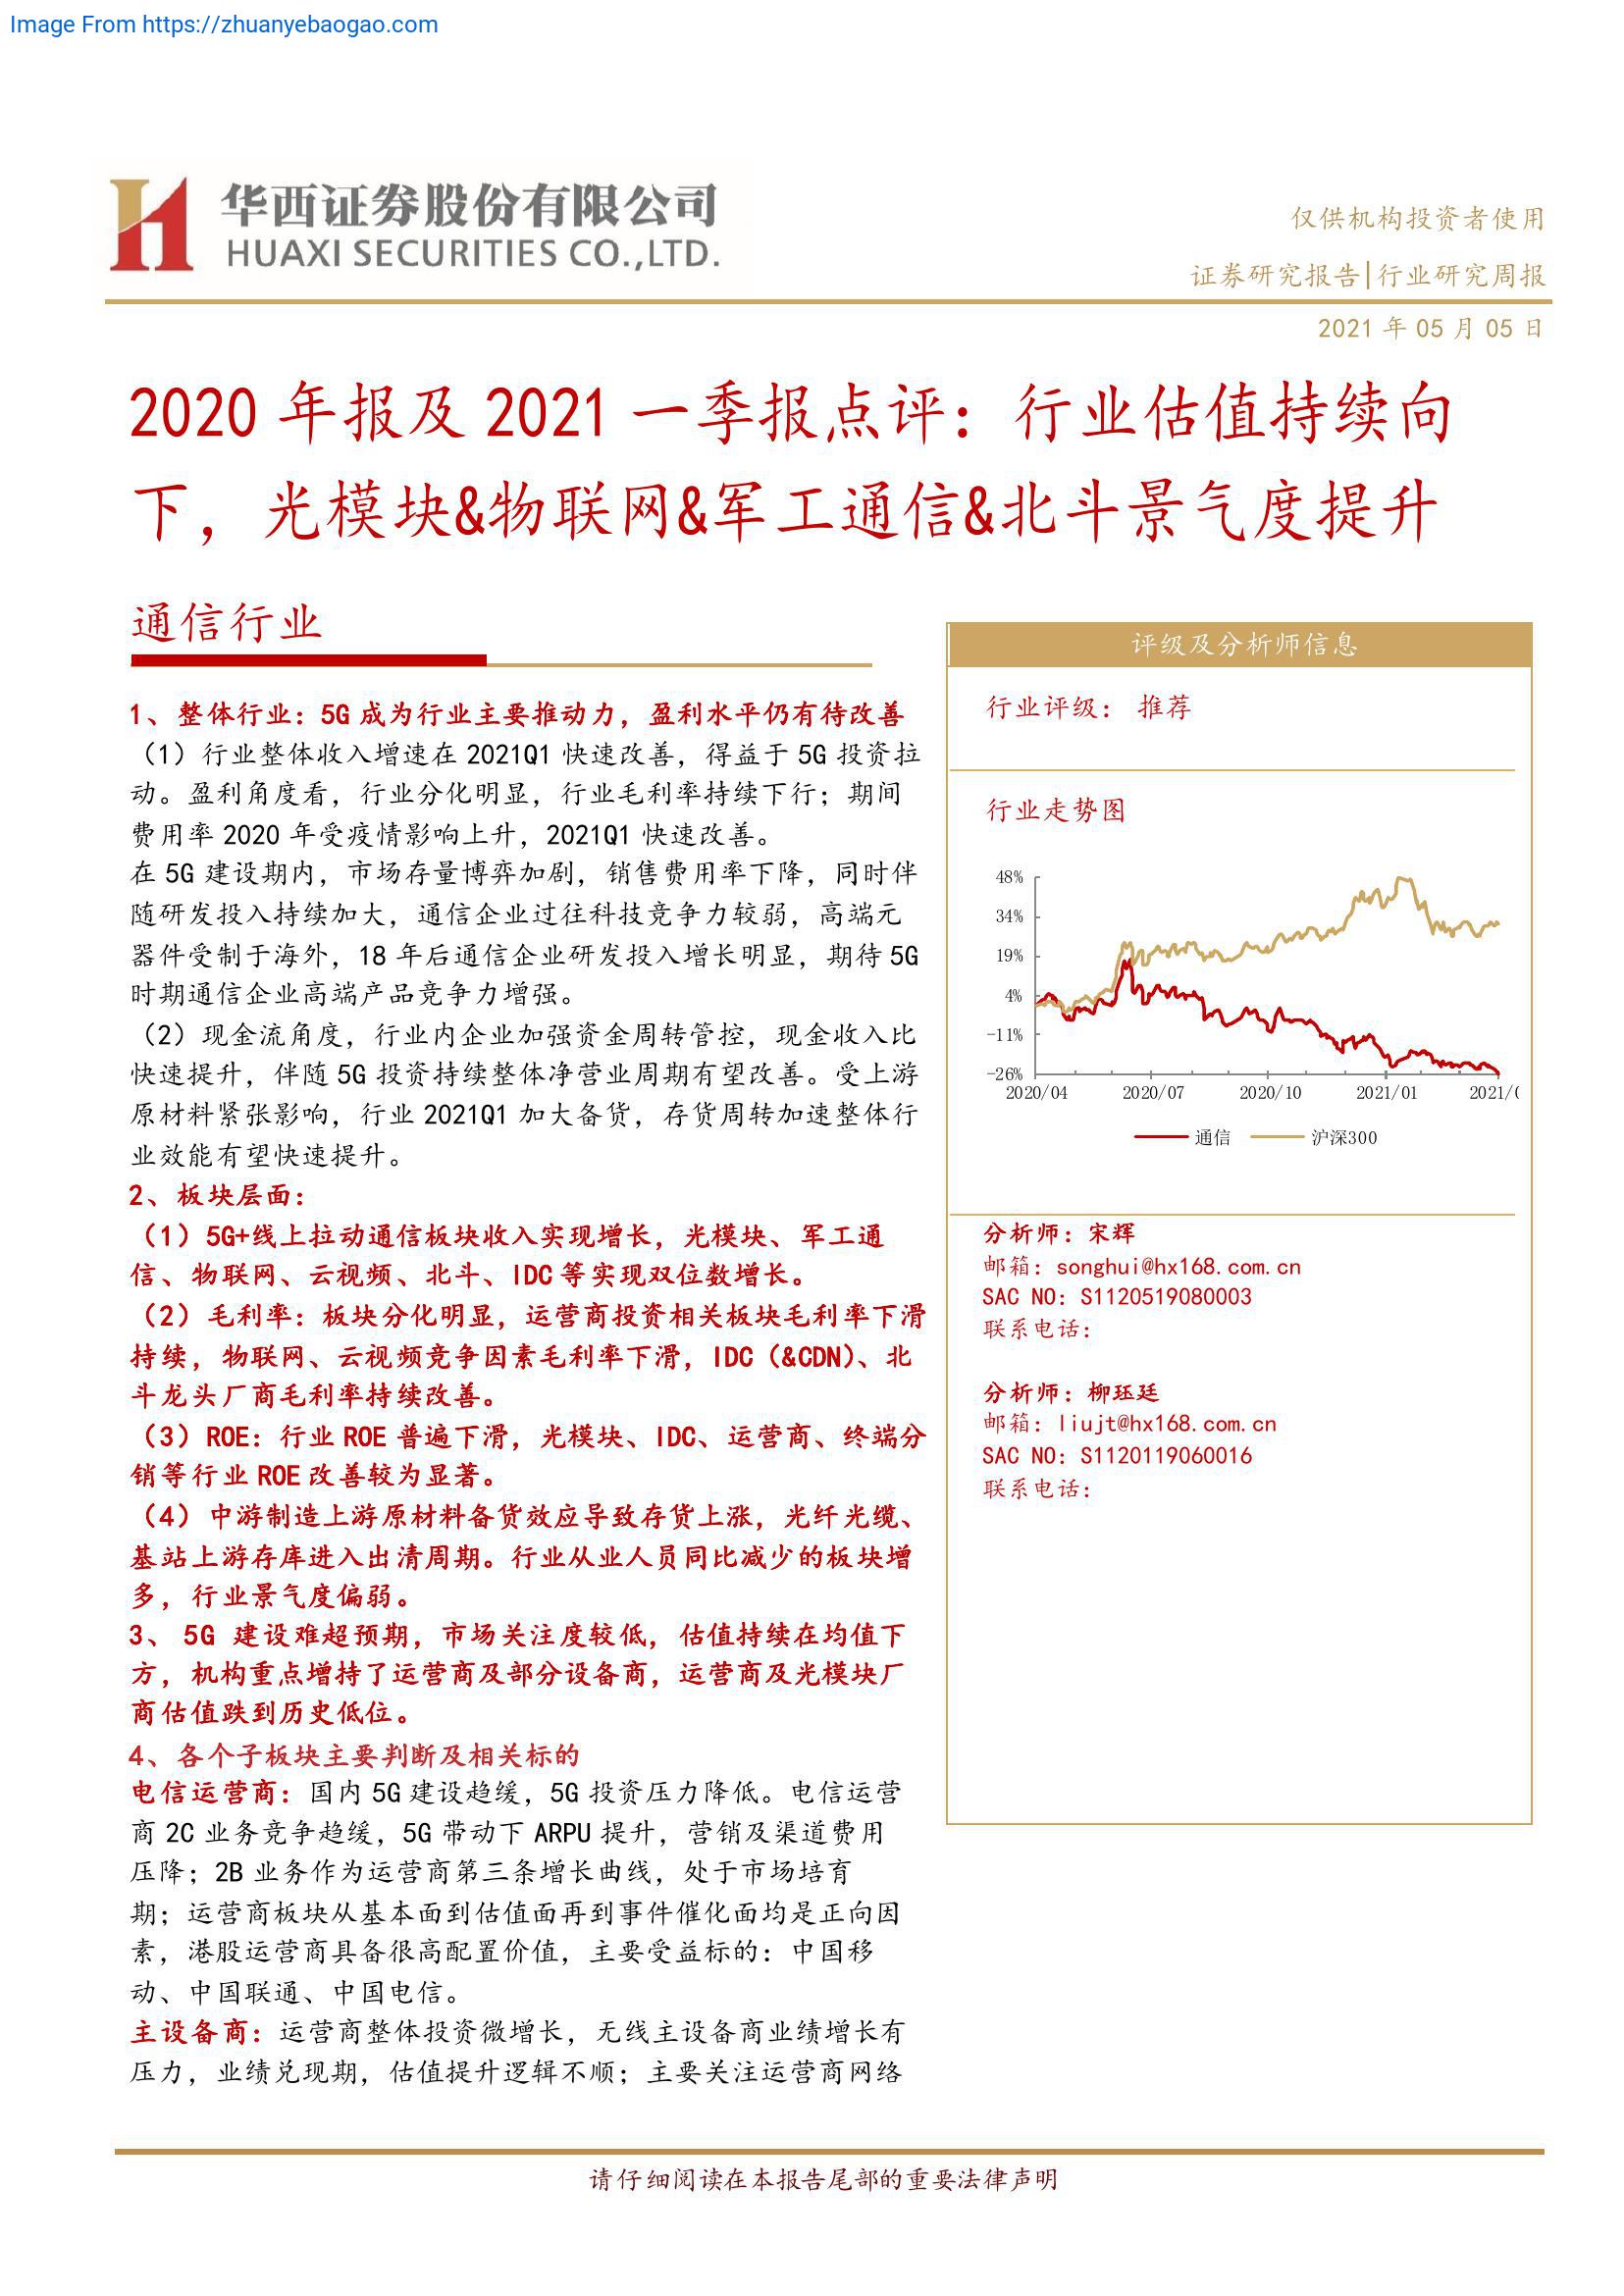 Image From https://zhuanyebaogao.com
华西证券股份有限公司
HUAXI SECURITIES CO.,LTD.
仅供机构投资者使用
证券研究报告|行业研究周报
2021 年 05 月 05 日
2020 年报及 2021 一季报点评：行业估值持续向
下，光模块&物联网&军工通信&北斗景气度提升
通信行业
1、整体行业：5G 成为行业主要推动力，盈利水平仍有待改善
（1）行业整体收入增速在 2021Q1 快速改善，得益于 5G 投资拉
动。盈利角度看，行业分化明显，行业毛利率持续下行；期间
费用率 2020 年受疫情影响上升，2021Q1 快速改善。
在 5G 建设期内，市场存量博弈加剧，销售费用率下降，同时伴
随研发投入持续加大，通信企业过往科技竞争力较弱，高端元
器件受制于海外，18 年后通信企业研发投入增长明显，期待 5G
时期通信企业高端产品竞争力增强。
（2）现金流角度，行业内企业加强资金周转管控，现金收入比
快速提升，伴随 5G 投资持续整体净营业周期有望改善。受上游
原材料紧张影响，行业 2021Q1 加大备货，存货周转加速整体行
业效能有望快速提升。
2、板块层面：
（1）5G+线上拉动通信板块收入实现增长，光模块、军工通
信、物联网、云视频、北斗、IDC 等实现双位数增长。
（2）毛利率：板块分化明显，运营商投资相关板块毛利率下滑
持续，物联网、云视频竞争因素毛利率下滑，IDC（&CDN）、北
斗龙头厂商毛利率持续改善。
（3）ROE：行业 ROE 普遍下滑，光模块、IDC、运营商、终端分
销等行业 ROE 改善较为显著。
（4）中游制造上游原材料备货效应导致存货上涨，光纤光缆、
基站上游存库进入出清周期。行业从业人员同比减少的板块增
多，行业景气度偏弱。
3、5G 建设难超预期，市场关注度较低，估值持续在均值下
方，机构重点增持了运营商及部分设备商，运营商及光模块厂
商估值跌到历史低位。
4、各个子板块主要判断及相关标的
电信运营商：国内 5G 建设趋缓，5G 投资压力降低。电信运营
商 2C 业务竞争趋缓，5G 带动下 ARPU 提升，营销及渠道费用
压降；2B 业务作为运营商第三条增长曲线，处于市场培育
期；运营商板块从基本面到估值面再到事件催化面均是正向因
素，港股运营商具备很高配置价值，主要受益标的：中国移
动、中国联通、中国电信。
主设备商：运营商整体投资微增长，无线主设备商业绩增长有
压力，业绩兑现期，估值提升逻辑不顺；主要关注运营商网络
评级及分析师信息
行业评级： 推荐
行业走势图
48%
34%
19%
4%
-11%
-26%
2020/04 2020/07 2020/10 2021/01 2021/0
通信 沪深300
分析师：宋辉
邮箱：songhui@hx168.com.cn
SAC NO：S1120519080003
联系电话：
分析师：柳珏廷
邮箱：liujt@hx168.com.cn
SAC NO：S1120119060016
联系电话：
请仔细阅读在本报告尾部的重要法律声明